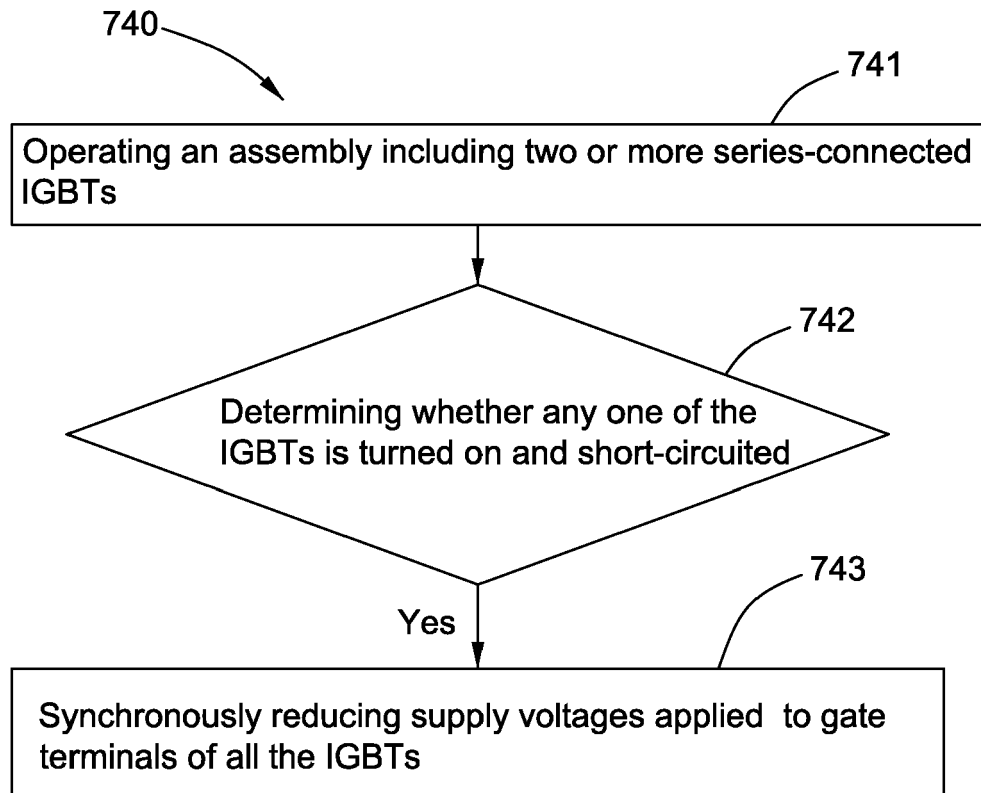 740
741
Operating an assembly including two or more series-connected
IGBTs
742
Determining whether any one of the
IGBTs is turned on and short-circuited
743
Yes
Synchronously reducing supply voltages applied to gate
terminals of all the IGBTs